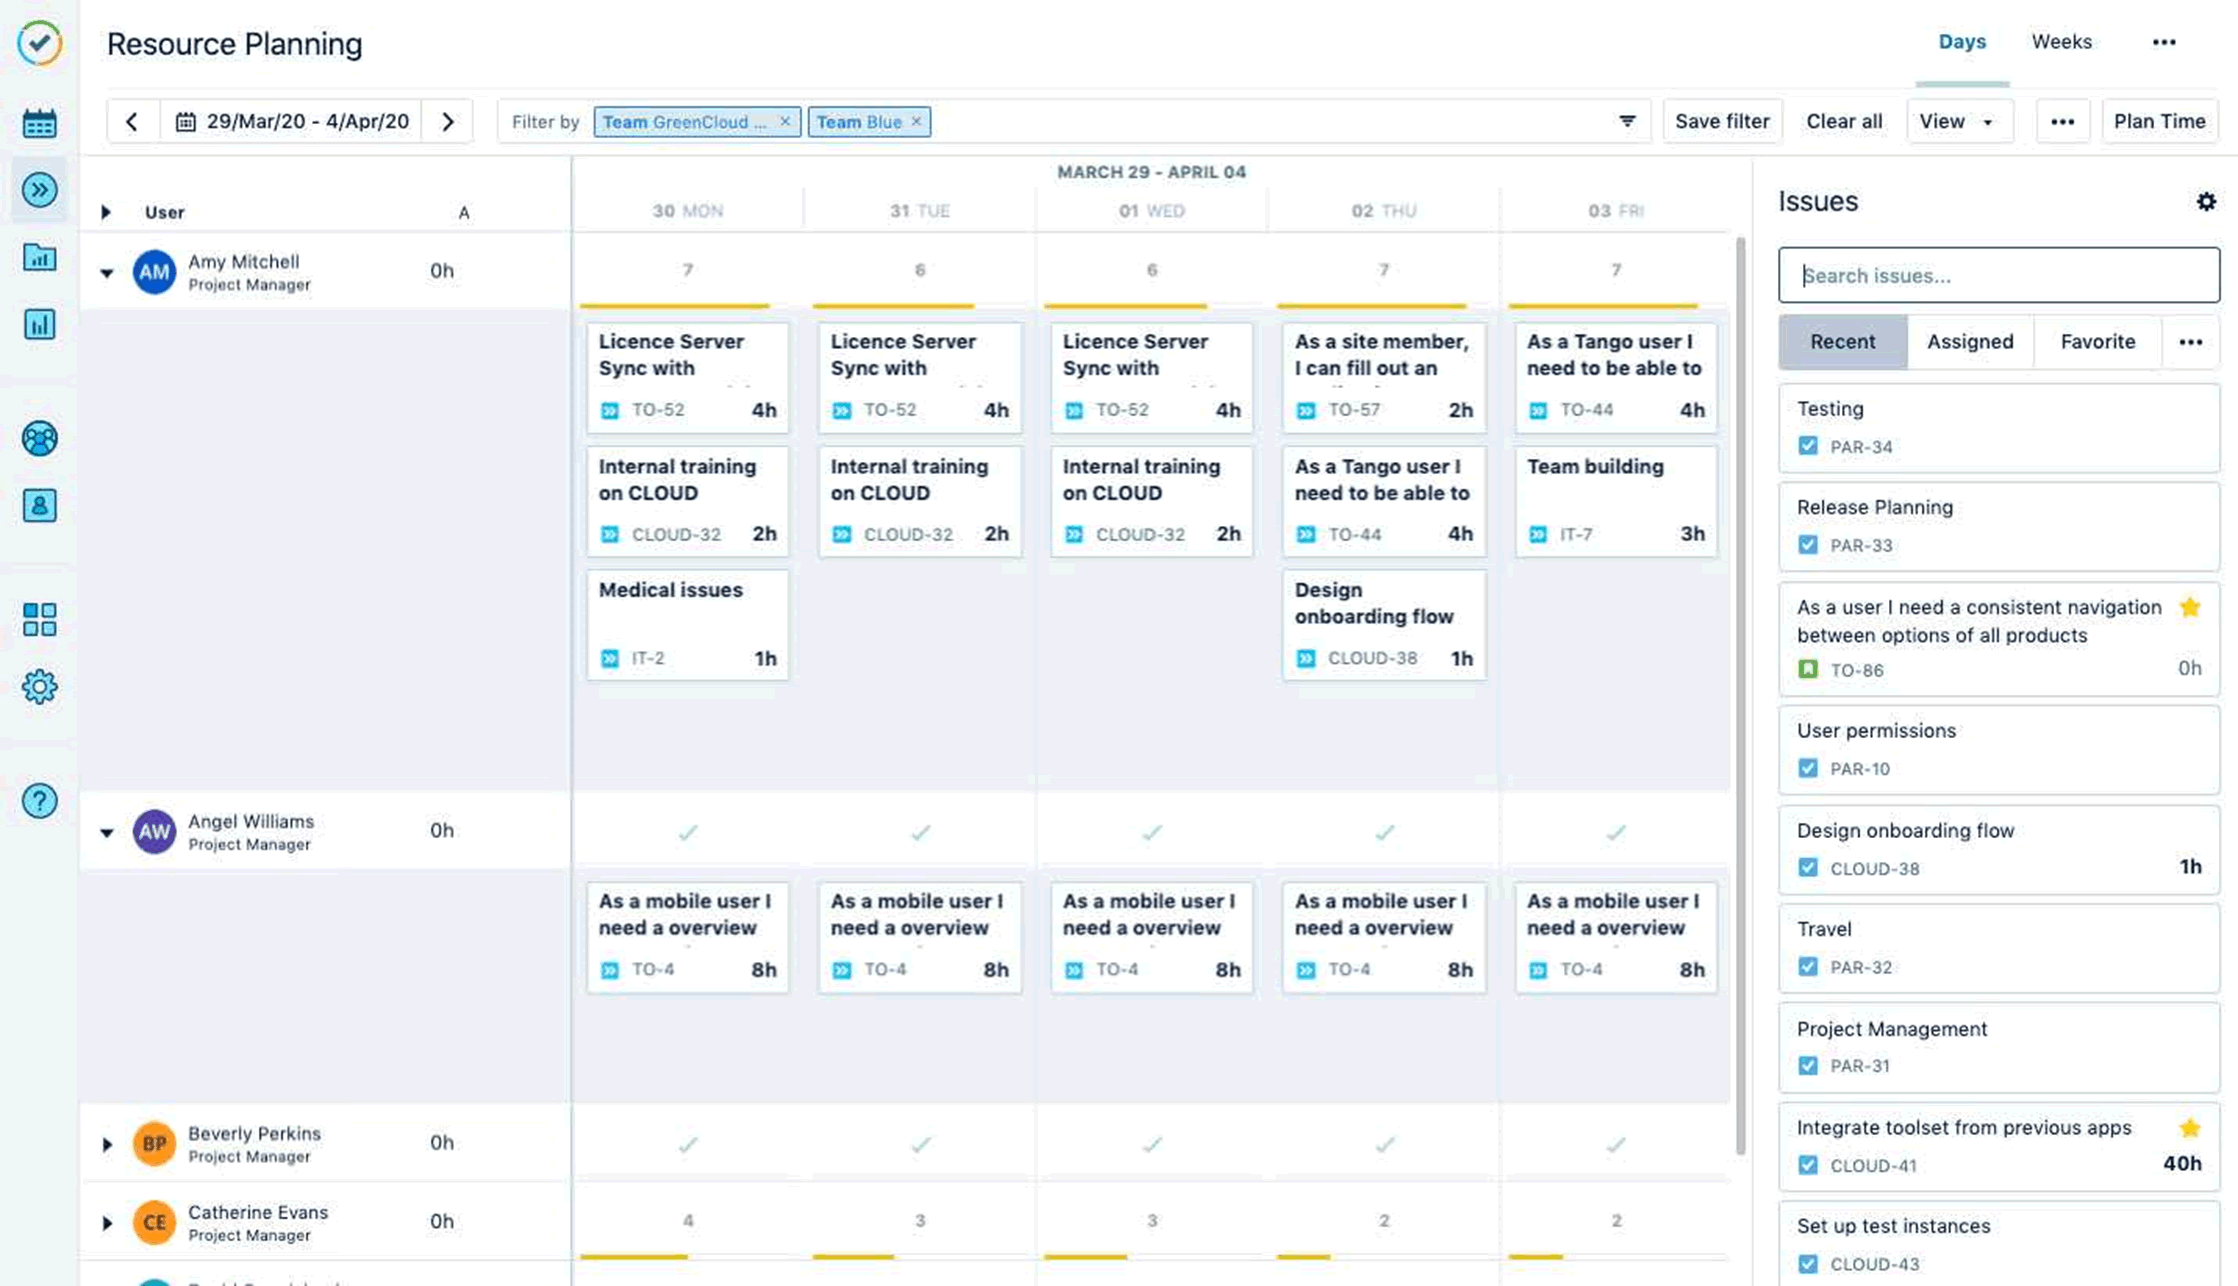 Resource Planning
Days Weeks
29/Mar/20 - 4/Apr/20 Filter by Team GreenCloud ... × Team Blue × Save filter Clear all View Plan Time
MARCH 29 - APRIL 04
User A 30 MON 31 TUE 01 WED 02 THU 03 FRI
AM Amy Mitchell
Project Manager
0h 7 6 6 7 7
Licence Server
Sync with
TO-52 4h
Licence Server
Sync with
TO-52 4h
Licence Server
Sync with
TO-52 4h
As a site member,
I can fill out an
TO-57 2h
As a Tango user I
need to be able to
TO-44 4h
Internal training
on CLOUD
CLOUD-32 2h
Internal training
on CLOUD
CLOUD-32 2h
Internal training
on CLOUD
CLOUD-32 2h
As a Tango user I
need to be able to
TO-44 4h
Team building
IT-7 3h
Medical issues
IT-2 1h
Design
onboarding flow
CLOUD-38 1h
AW Angel Williams
Project Manager
0h
As a mobile user I
need a overview
TO-4 8h
As a mobile user I
need a overview
TO-4 8h
As a mobile user I
need a overview
TO-4 8h
As a mobile user I
need a overview
TO-4 8h
As a mobile user I
need a overview
TO-4 8h
BP Beverly Perkins
Project Manager
0h
CE Catherine Evans
Project Manager
0h 4 3 3 2 2
Issues
Search issues...
Recent Assigned Favorite
Testing
PAR-34
Release Planning
PAR-33
As a user I need a consistent navigation
between options of all products
TO-86 0h
User permissions
PAR-10
Design onboarding flow
CLOUD-38 1h
Travel
PAR-32
Project Management
PAR-31
Integrate toolset from previous apps
CLOUD-41 40h
Set up test instances
CLOUD-43